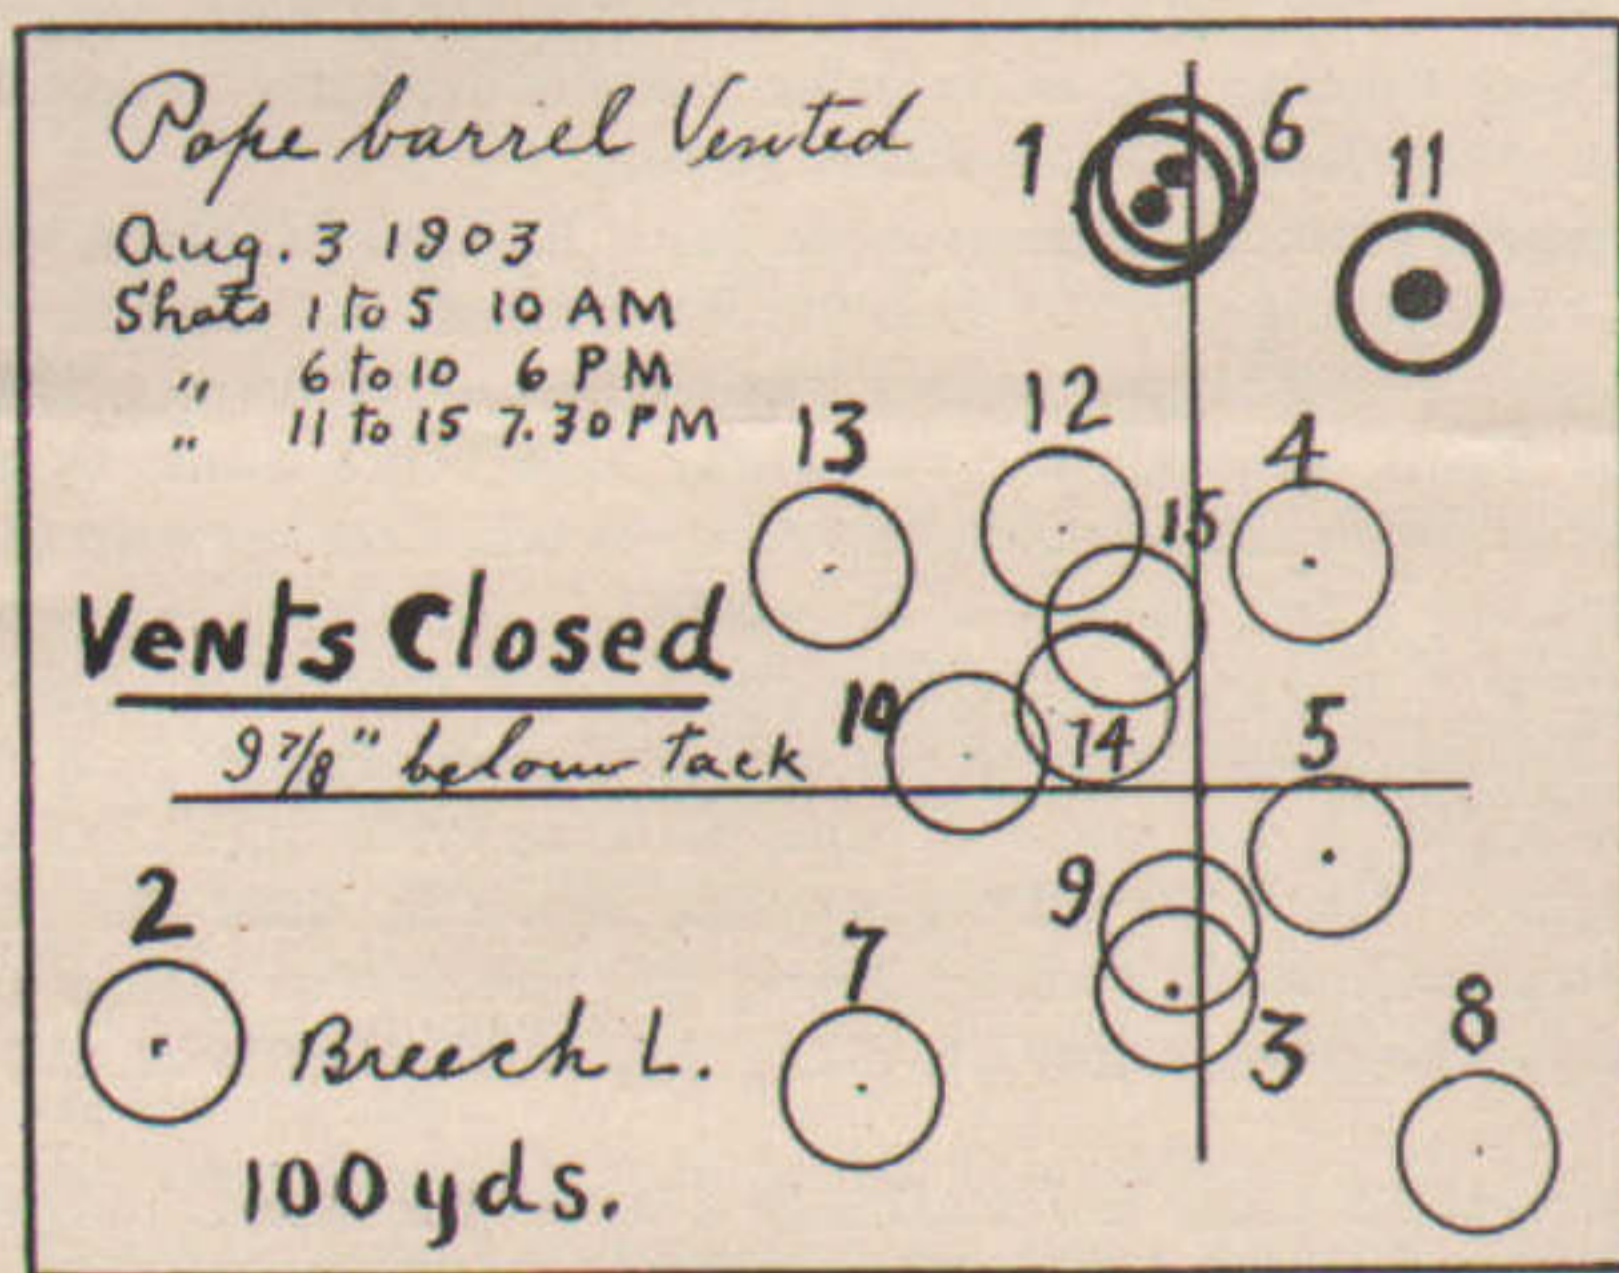 Pope barrel Vented
Aug. 3 1903
Shots 1 to 5 10 AM
" 6 to 10 6 PM
" 11 to 15 7.30 PM
1
6
11
13
12
15
4
Vents Closed
9 7/8" below tack
10
14
5
2
9
7
3
8
Breech L.
100 yds.